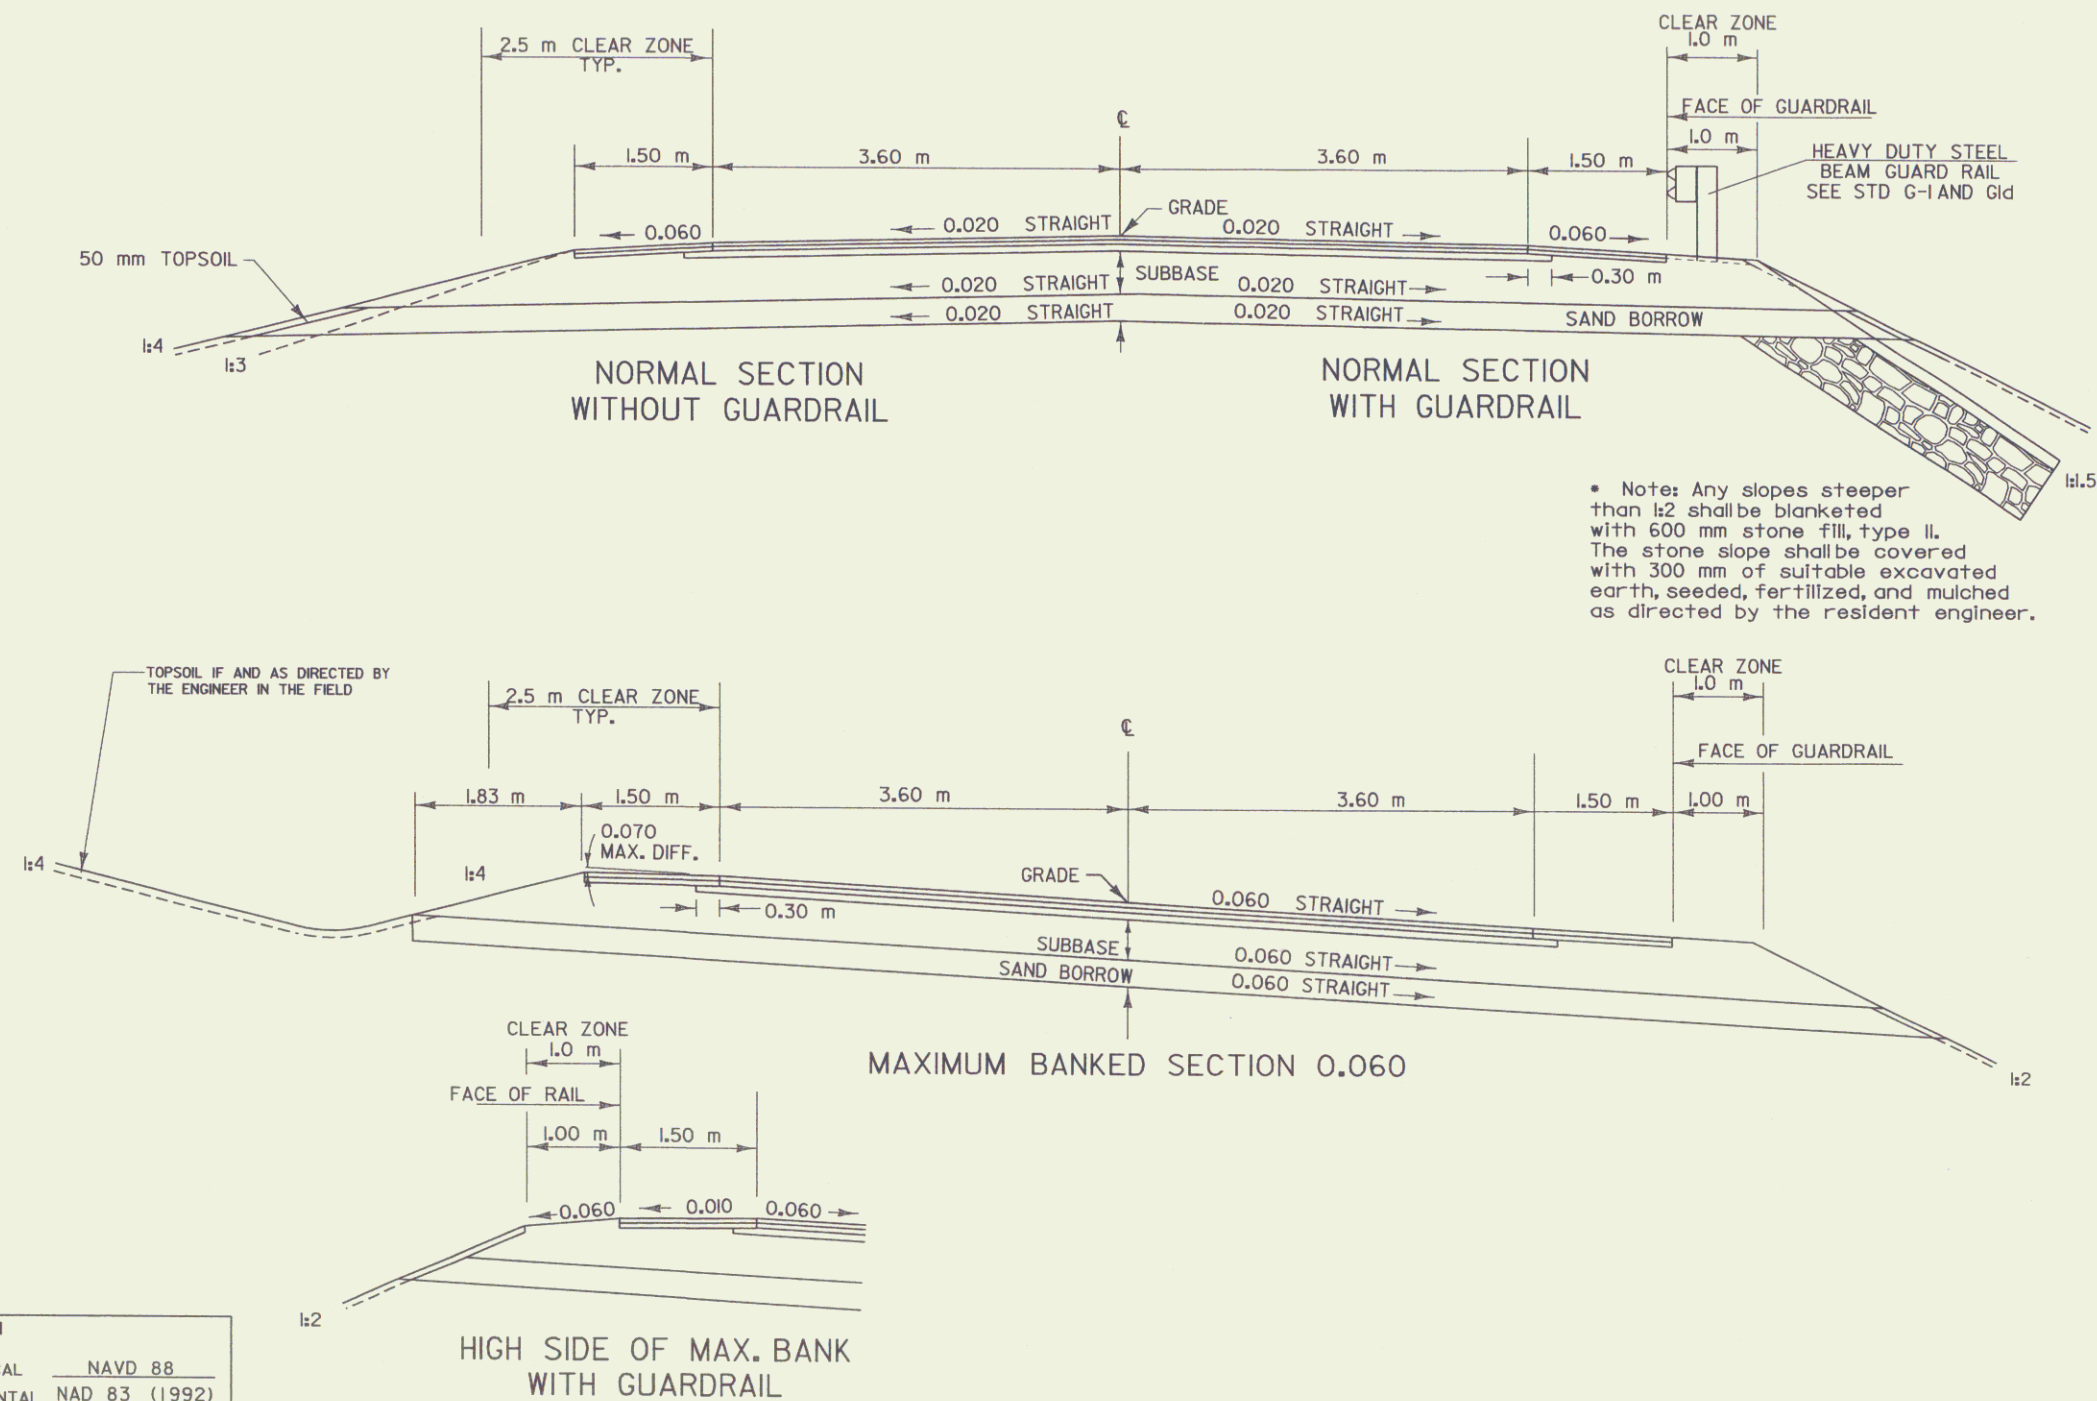 2.5 m CLEAR ZONE
TYP.
CLEAR ZONE
1.0 m
FACE OF GUARDRAIL
1.0 m
HEAVY DUTY STEEL
BEAM GUARD RAIL
SEE STD G-1 AND G1d
℄
1.50 m
3.60 m
3.60 m
1.50 m
GRADE
0.060
0.020 STRAIGHT
0.020 STRAIGHT
0.060
50 mm TOPSOIL
SUBBASE
0.30 m
0.020 STRAIGHT
0.020 STRAIGHT
0.020 STRAIGHT
0.020 STRAIGHT
SAND BORROW
1:4
1:3
NORMAL SECTION
WITHOUT GUARDRAIL
NORMAL SECTION
WITH GUARDRAIL
1:1.5
* Note: Any slopes steeper
than 1:2 shall be blanketed
with 600 mm stone fill, type II.
The stone slope shall be covered
with 300 mm of suitable excavated
earth, seeded, fertilized, and mulched
as directed by the resident engineer.
TOPSOIL IF AND AS DIRECTED BY
THE ENGINEER IN THE FIELD
2.5 m CLEAR ZONE
TYP.
CLEAR ZONE
1.0 m
℄
FACE OF GUARDRAIL
1.83 m
1.50 m
3.60 m
3.60 m
1.50 m
1.00 m
0.070
MAX. DIFF.
1:4
1:4
GRADE
0.060 STRAIGHT
0.30 m
SUBBASE
0.060 STRAIGHT
SAND BORROW
0.060 STRAIGHT
MAXIMUM BANKED SECTION 0.060
1:2
CLEAR ZONE
1.0 m
FACE OF RAIL
1.00 m
1.50 m
0.060
0.010
0.060
1:2
HIGH SIDE OF MAX. BANK
WITH GUARDRAIL
CAL NAVD 88
NTAL NAD 83 (1992)